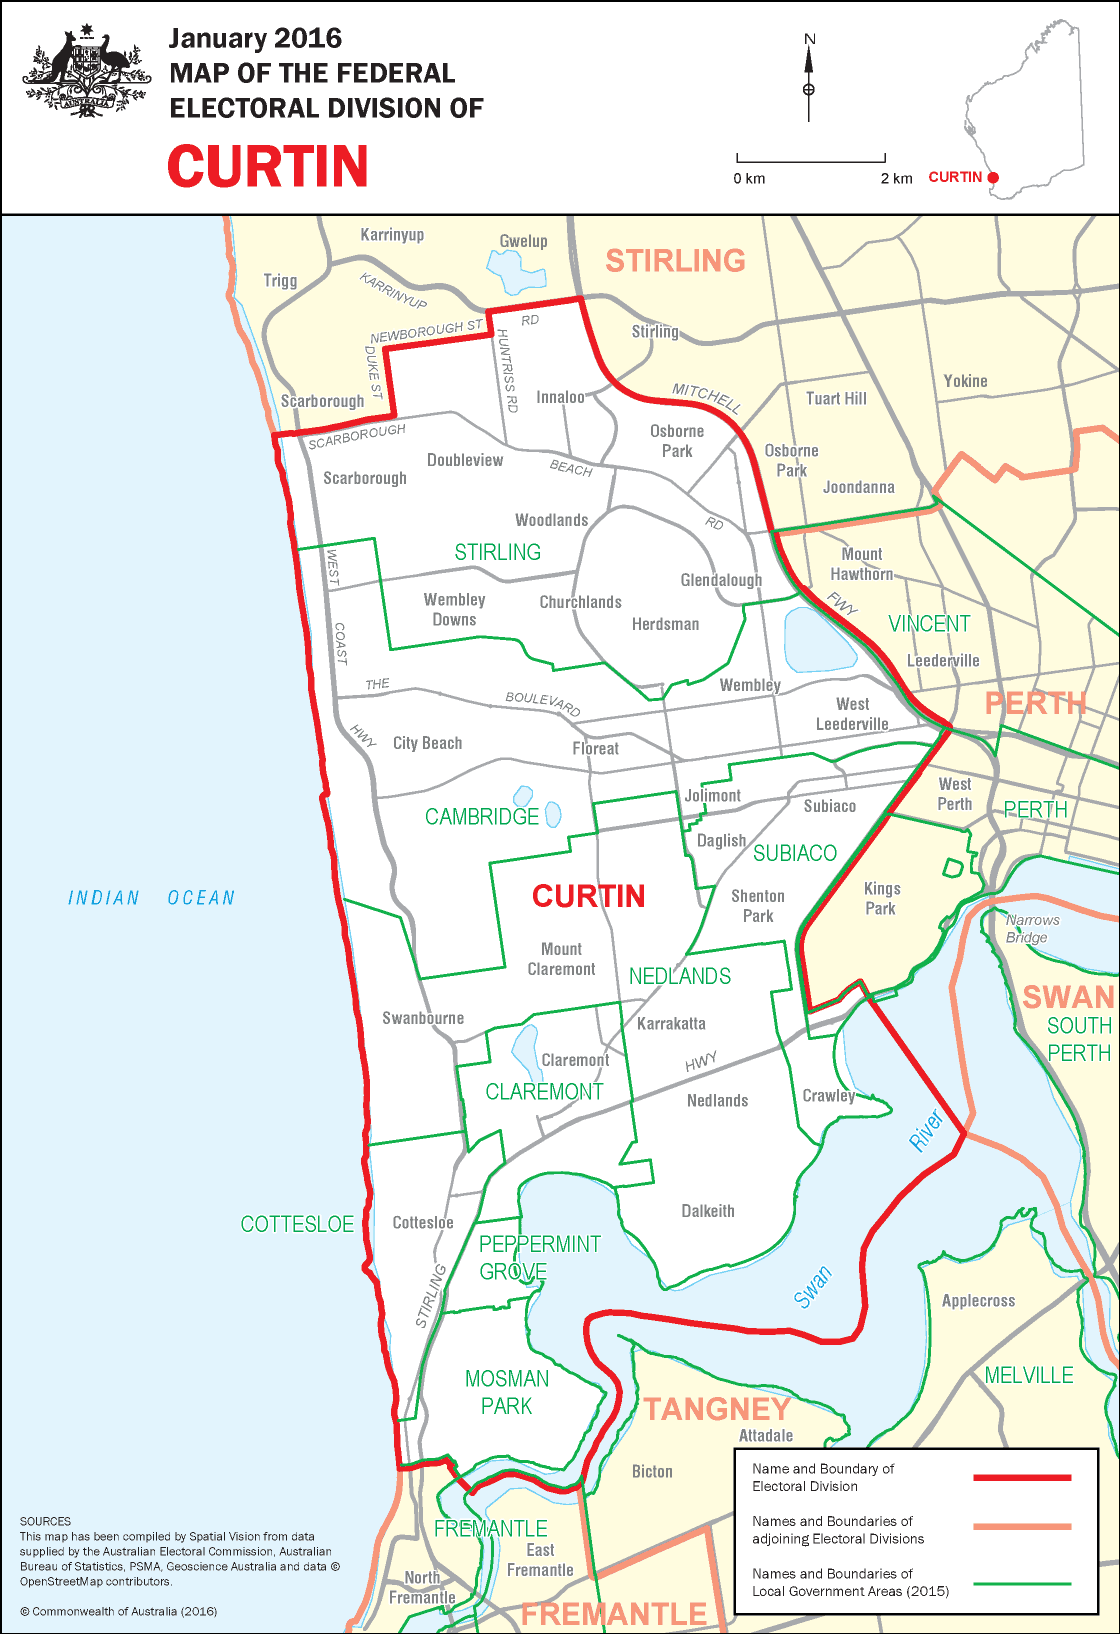 January 2016
MAP OF THE FEDERAL
ELECTORAL DIVISION OF
CURTIN
AUSTRALIA
N
0 km
2 km
CURTIN
Karrinyup
Gwelup
STIRLING
Trigg
KARRINYUP
RD
NEWBOROUGH ST
Stirling
DUKE ST
HUNTRISS RD
Yokine
Scarborough
Innaloo
MITCHELL
Tuart Hill
SCARBOROUGH
Osborne
Park
Osborne
Park
Doubleview
BEACH
Scarborough
Joondanna
Woodlands
RD
STIRLING
WEST
Mount
Hawthorn
Glendalough
Wembley
Downs
Churchlands
FWY
Herdsman
VINCENT
COAST
Leederville
THE
BOULEVARD
Wembley
PERTH
West
Leederville
HWY
City Beach
Floreat
Jolimont
West
Perth
Subiaco
CAMBRIDGE
PERTH
Daglish
SUBIACO
CURTIN
Kings
Park
Shenton
Park
INDIAN OCEAN
Narrows
Bridge
Mount
Claremont
NEDLANDS
SWAN
Swanbourne
Karrakatta
SOUTH
PERTH
Claremont
HWY
CLAREMONT
Nedlands
Crawley
River
COTTESLOE
Cottesloe
Dalkeith
PEPPERMINT
GROVE
Swan
STIRLING
Applecross
MOSMAN
PARK
MELVILLE
TANGNEY
Attadale
Bicton
FREMANTLE
East
Fremantle
North
Fremantle
FREMANTLE
Name and Boundary of
Electoral Division
Names and Boundaries of
adjoining Electoral Divisions
Names and Boundaries of
Local Government Areas (2015)
SOURCES
This map has been compiled by Spatial Vision from data
supplied by the Australian Electoral Commission, Australian
Bureau of Statistics, PSMA, Geoscience Australia and data ©
OpenStreetMap contributors.
© Commonwealth of Australia (2016)